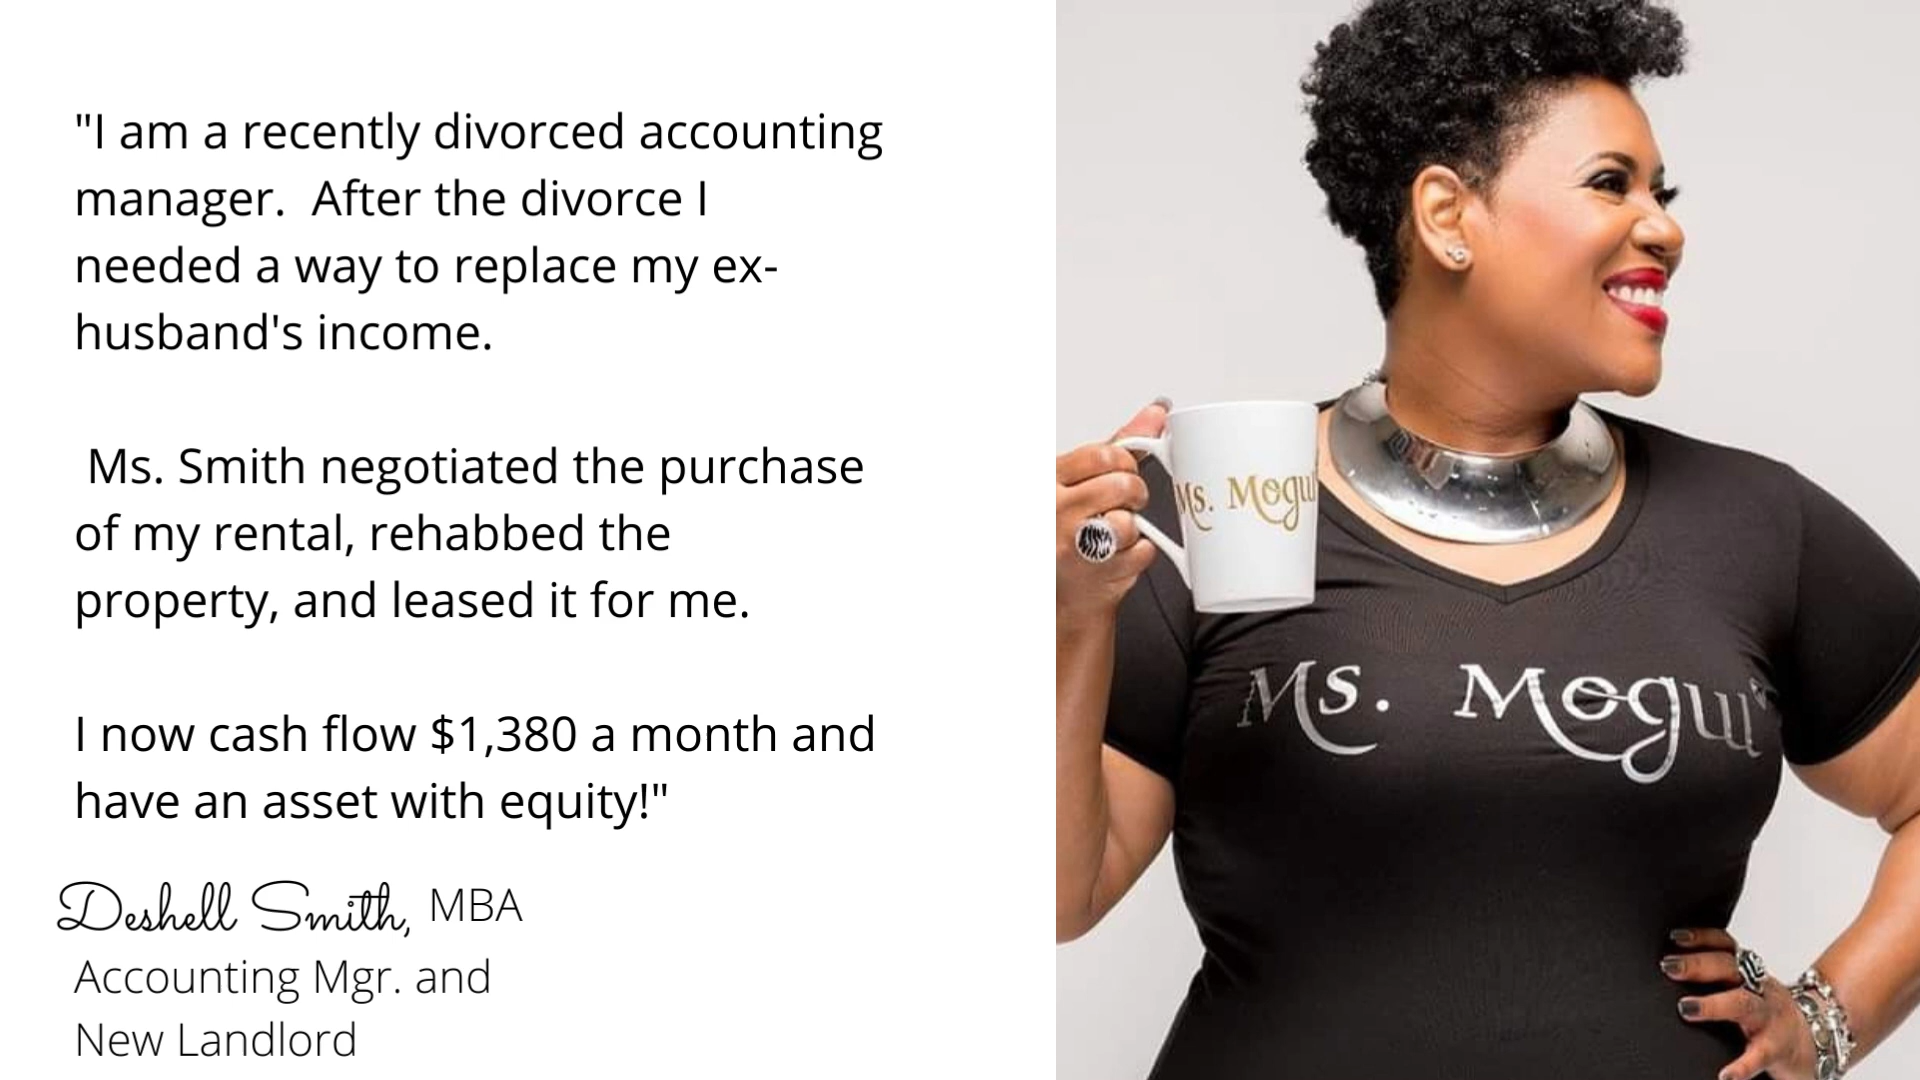 "I am a recently divorced accounting
manager.  After the divorce I
needed a way to replace my ex-
husband's income.
Ms. Smith negotiated the purchase
of my rental, rehabbed the
property, and leased it for me.
I now cash flow $1,380 a month and
have an asset with equity!"
Deshell Smith, MBA
Accounting Mgr. and
New Landlord
Ms. Mogu
Ms. Mogul